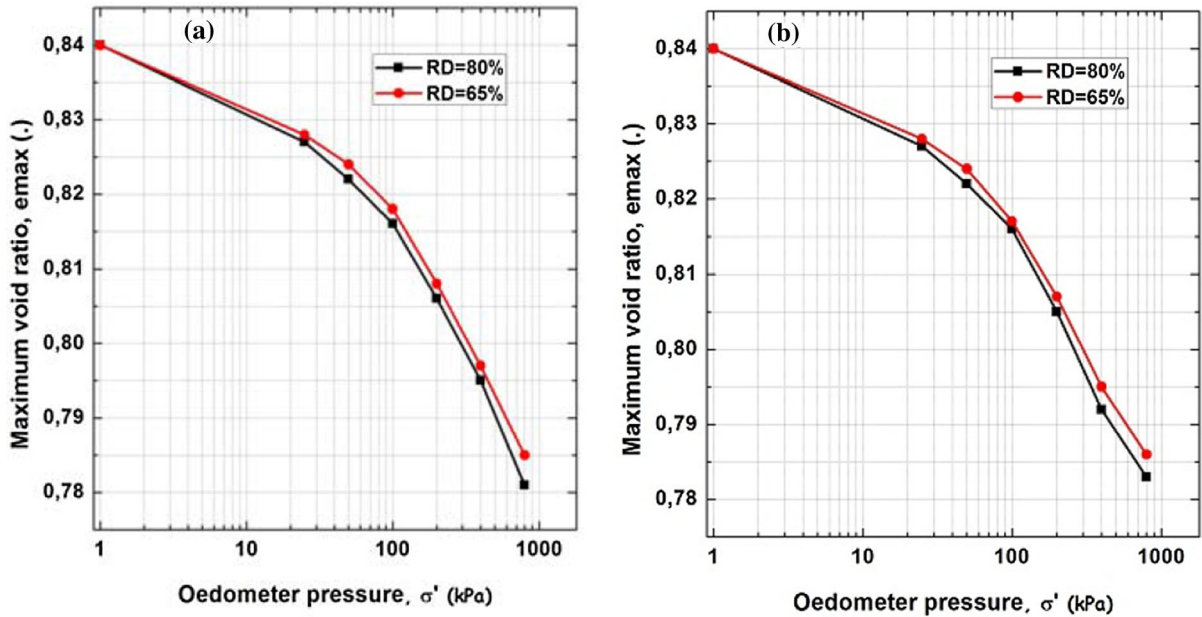 (a)
RD=80%
RD=65%
0,84
0,83
0,82
0,81
0,80
0,79
0,78
Maximum void ratio, emax (.)
1 10 100 1000
Oedometer pressure, σ' (kPa)
(b)
RD=80%
RD=65%
0,84
0,83
0,82
0,81
0,80
0,79
0,78
Maximum void ratio, emax (.)
1 10 100 1000
Oedometer pressure, σ' (kPa)